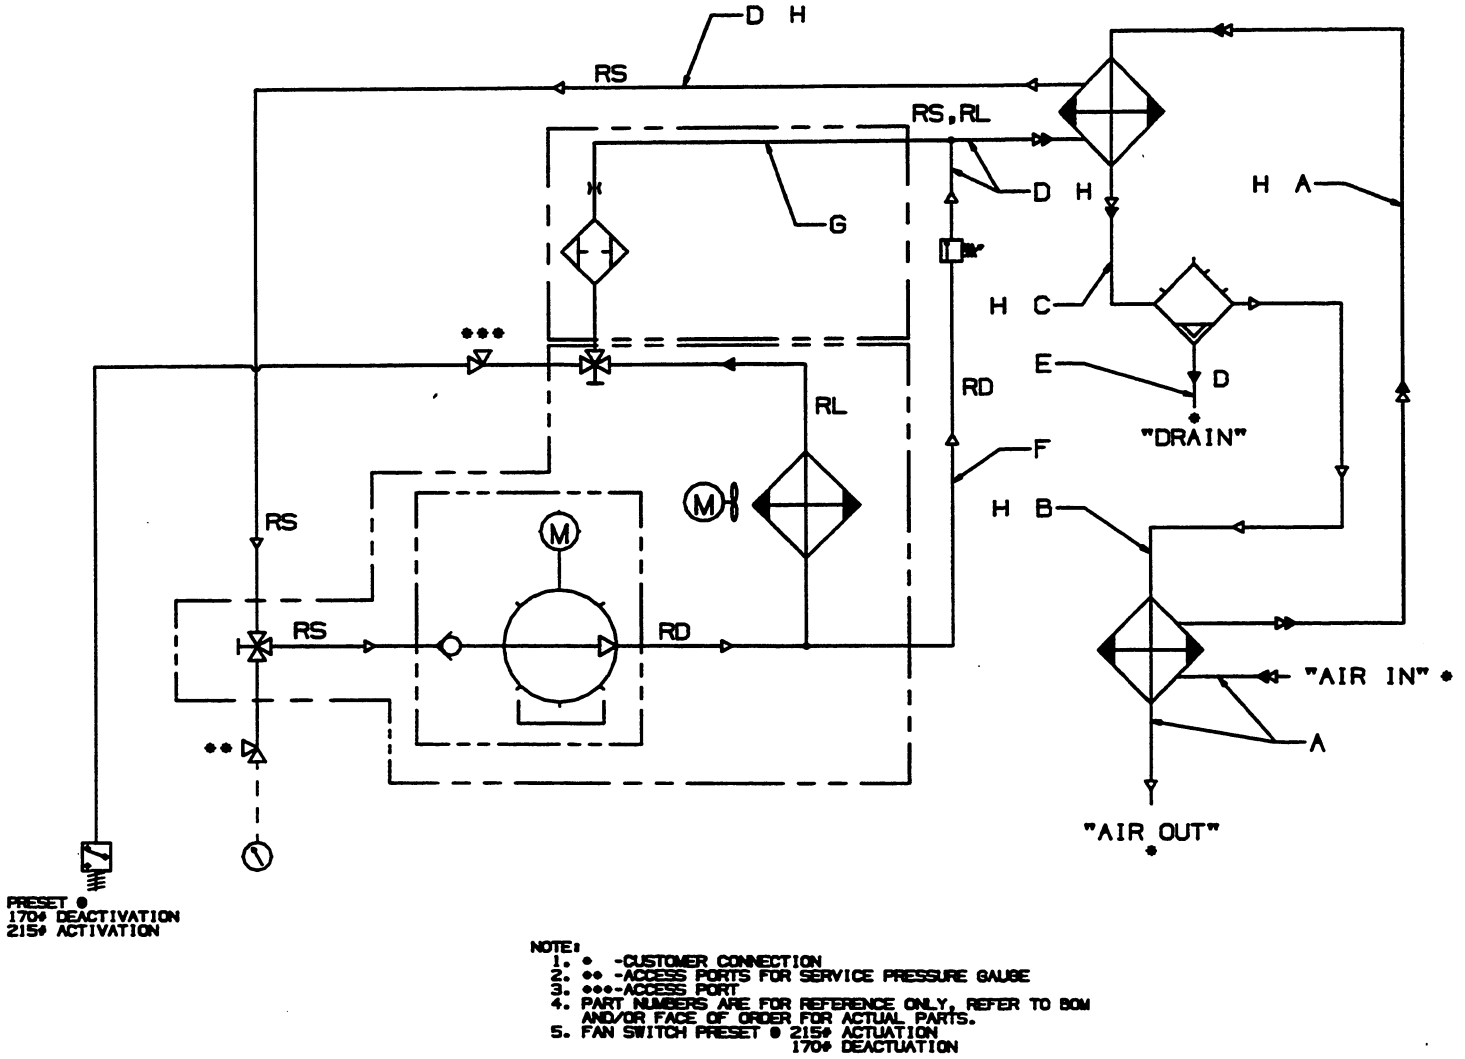 D H
RS
RS,RL
H A
D H
G
H C
***
E
D
RD
*
"DRAIN"
RL
F
M
H B
RS
M
RS
RD
"AIR IN" *
A
**
"AIR OUT"
*
PRESET @
170# DEACTIVATION
215# ACTIVATION
NOTE:
1. * -CUSTOMER CONNECTION
2. ** -ACCESS PORTS FOR SERVICE PRESSURE GAUGE
3. ***-ACCESS PORT
4. PART NUMBERS ARE FOR REFERENCE ONLY, REFER TO BOM
AND/OR FACE OF ORDER FOR ACTUAL PARTS.
5. FAN SWITCH PRESET @ 215# ACTUATION
170# DEACTUATION